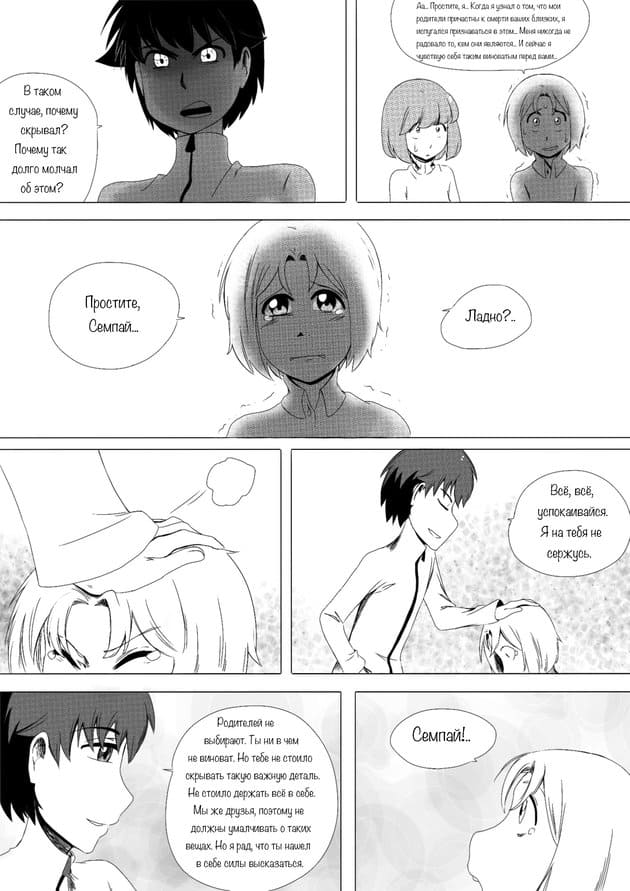 В таком
случае, почему
скрывал?
Почему так
долго молчал
об этом?
Аа.. Простите, я.. Когда я узнал о том, что мои
родители причастны к смерти ваших близких, я
испугался признаваться в этом... Меня никогда не
радовало то, кем они являются... И сейчас я
чувствую себя таким виноватым перед вами...
Простите,
Семпай...
Ладно?..
Всё, всё,
успокаивайся.
Я на тебя не
сержусь.
Родителей не
выбирают. Ты ни в чем
не виноват. Но тебе не стоило
скрывать такую важную деталь.
Не стоило держать всё в себе.
Мы же друзья, поэтому не
должны умалчивать о таких
вещах. Но я рад, что ты нашел
в себе силы высказаться.
Семпай!..